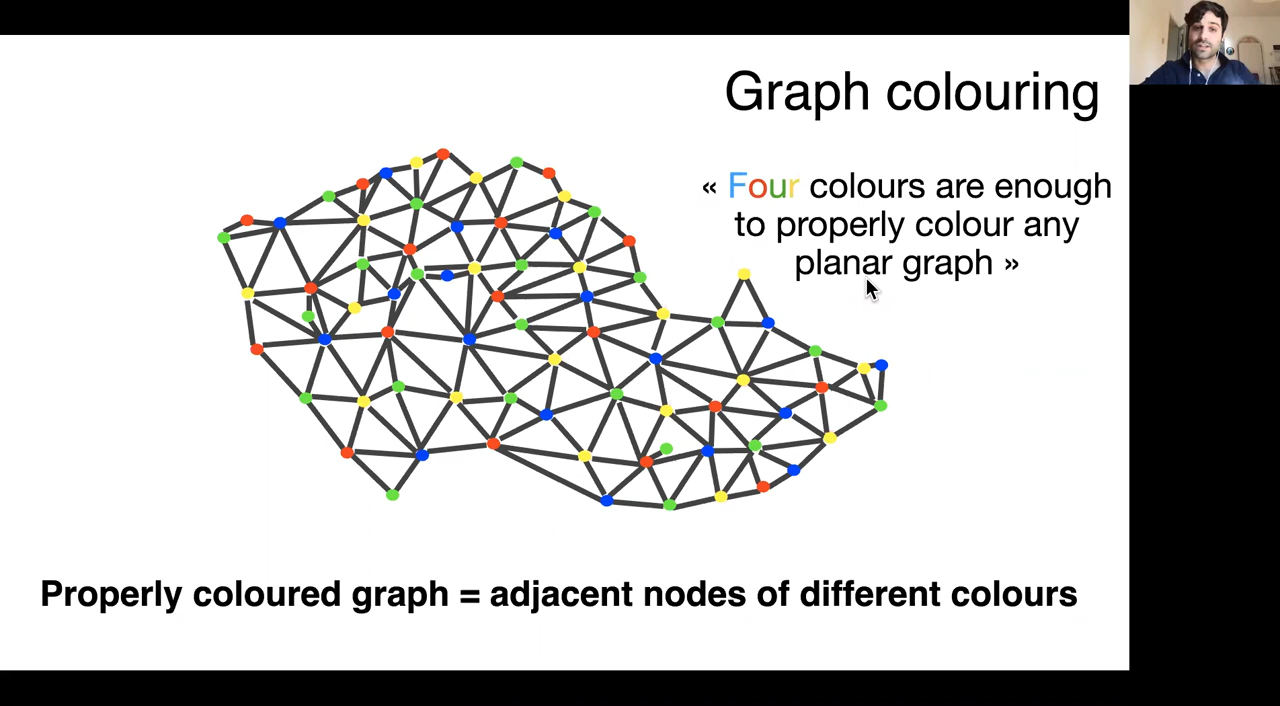 Graph colouring
« Four colours are enough
to properly colour any
planar graph »
Properly coloured graph = adjacent nodes of different colours